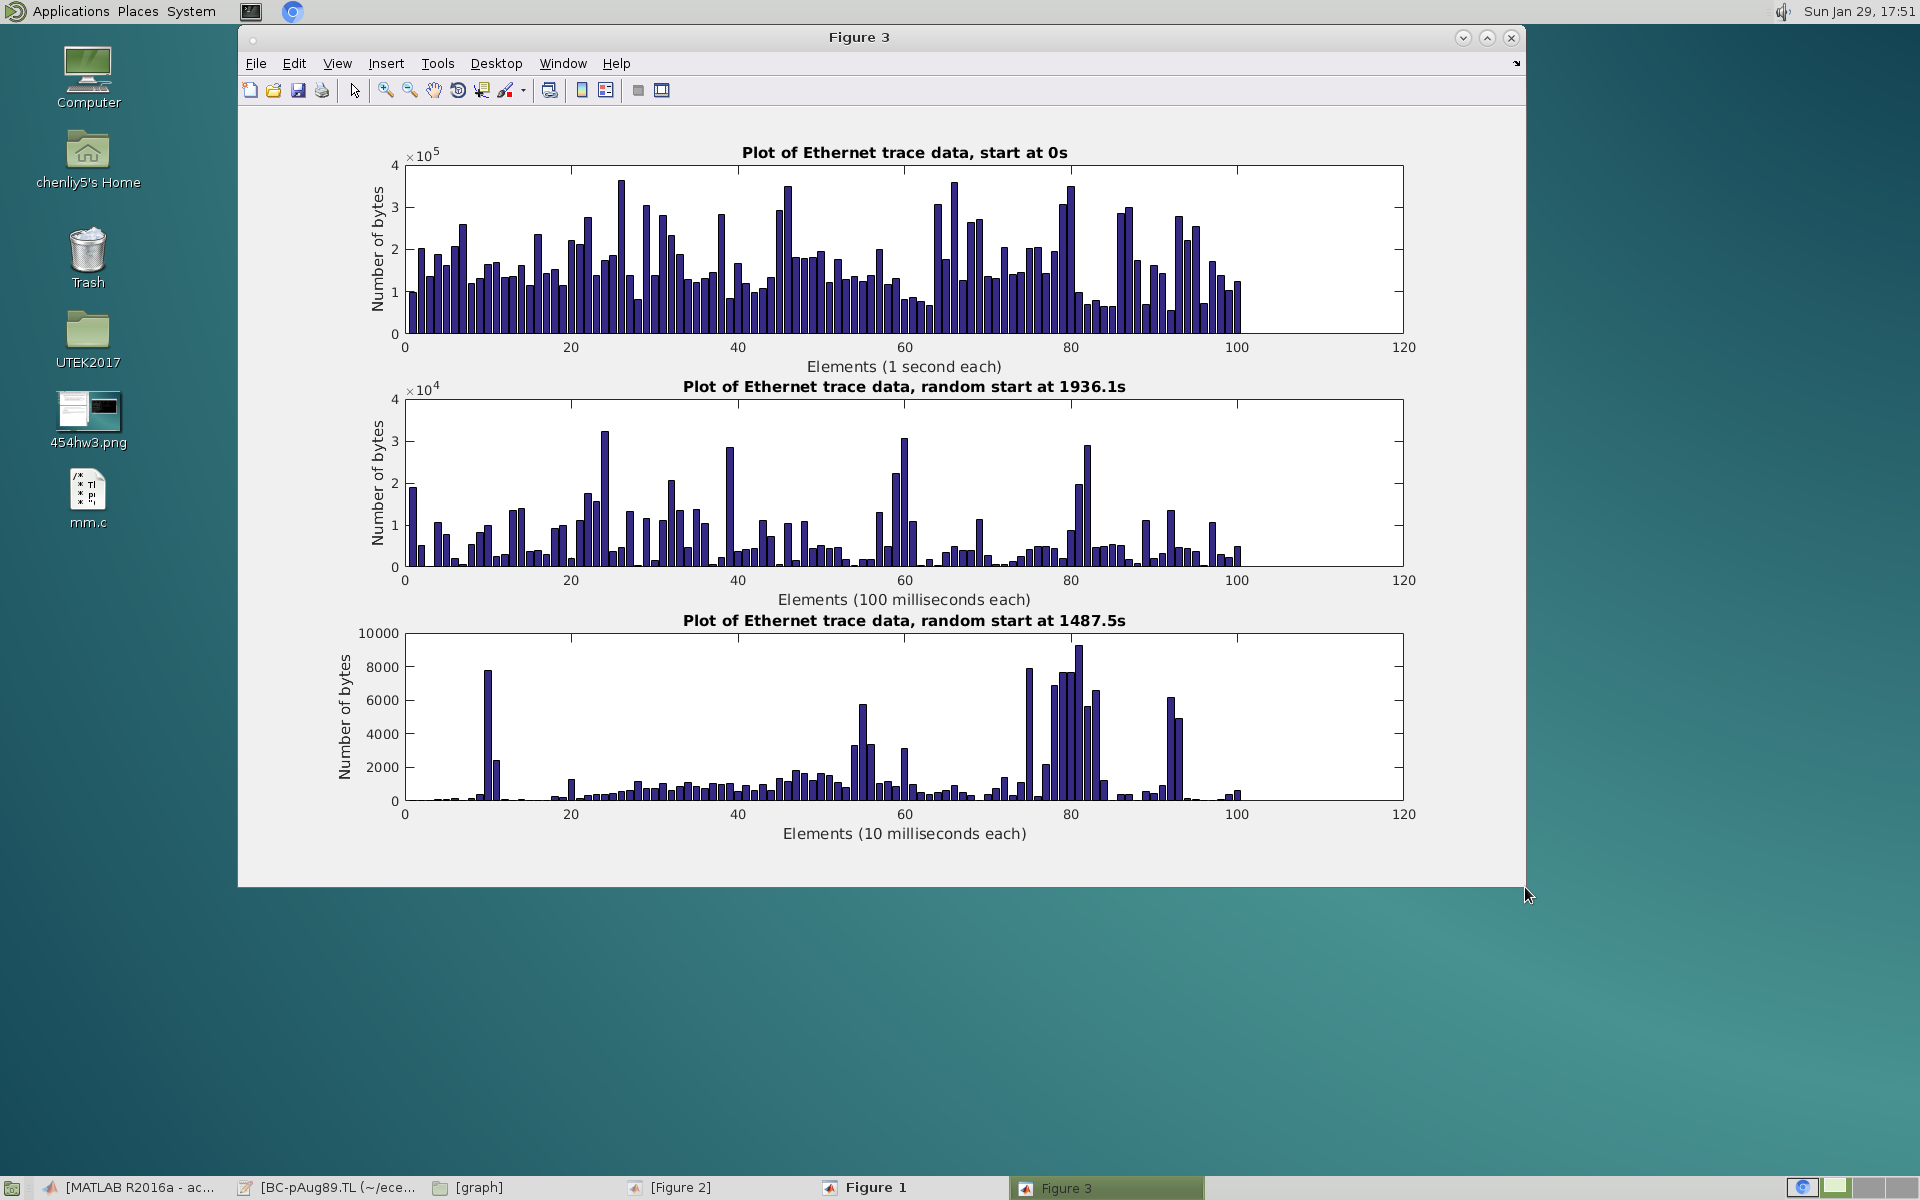 Applications Places System
Sun Jan 29, 17:51
Figure 3
File Edit View Insert Tools Desktop Window Help
Computer
chenliy5's Home
Trash
UTEK2017
454hw3.png
mm.c
Plot of Ethernet trace data, start at 0s
×10^5
Number of bytes
4
3
2
1
0
0 20 40 60 80 100 120
Elements (1 second each)
Plot of Ethernet trace data, random start at 1936.1s
×10^4
Number of bytes
4
3
2
1
0
0 20 40 60 80 100 120
Elements (100 milliseconds each)
Plot of Ethernet trace data, random start at 1487.5s
Number of bytes
10000
8000
6000
4000
2000
0
0 20 40 60 80 100 120
Elements (10 milliseconds each)
[MATLAB R2016a - ac... [BC-pAug89.TL (~/ece... [graph] [Figure 2] Figure 1 Figure 3